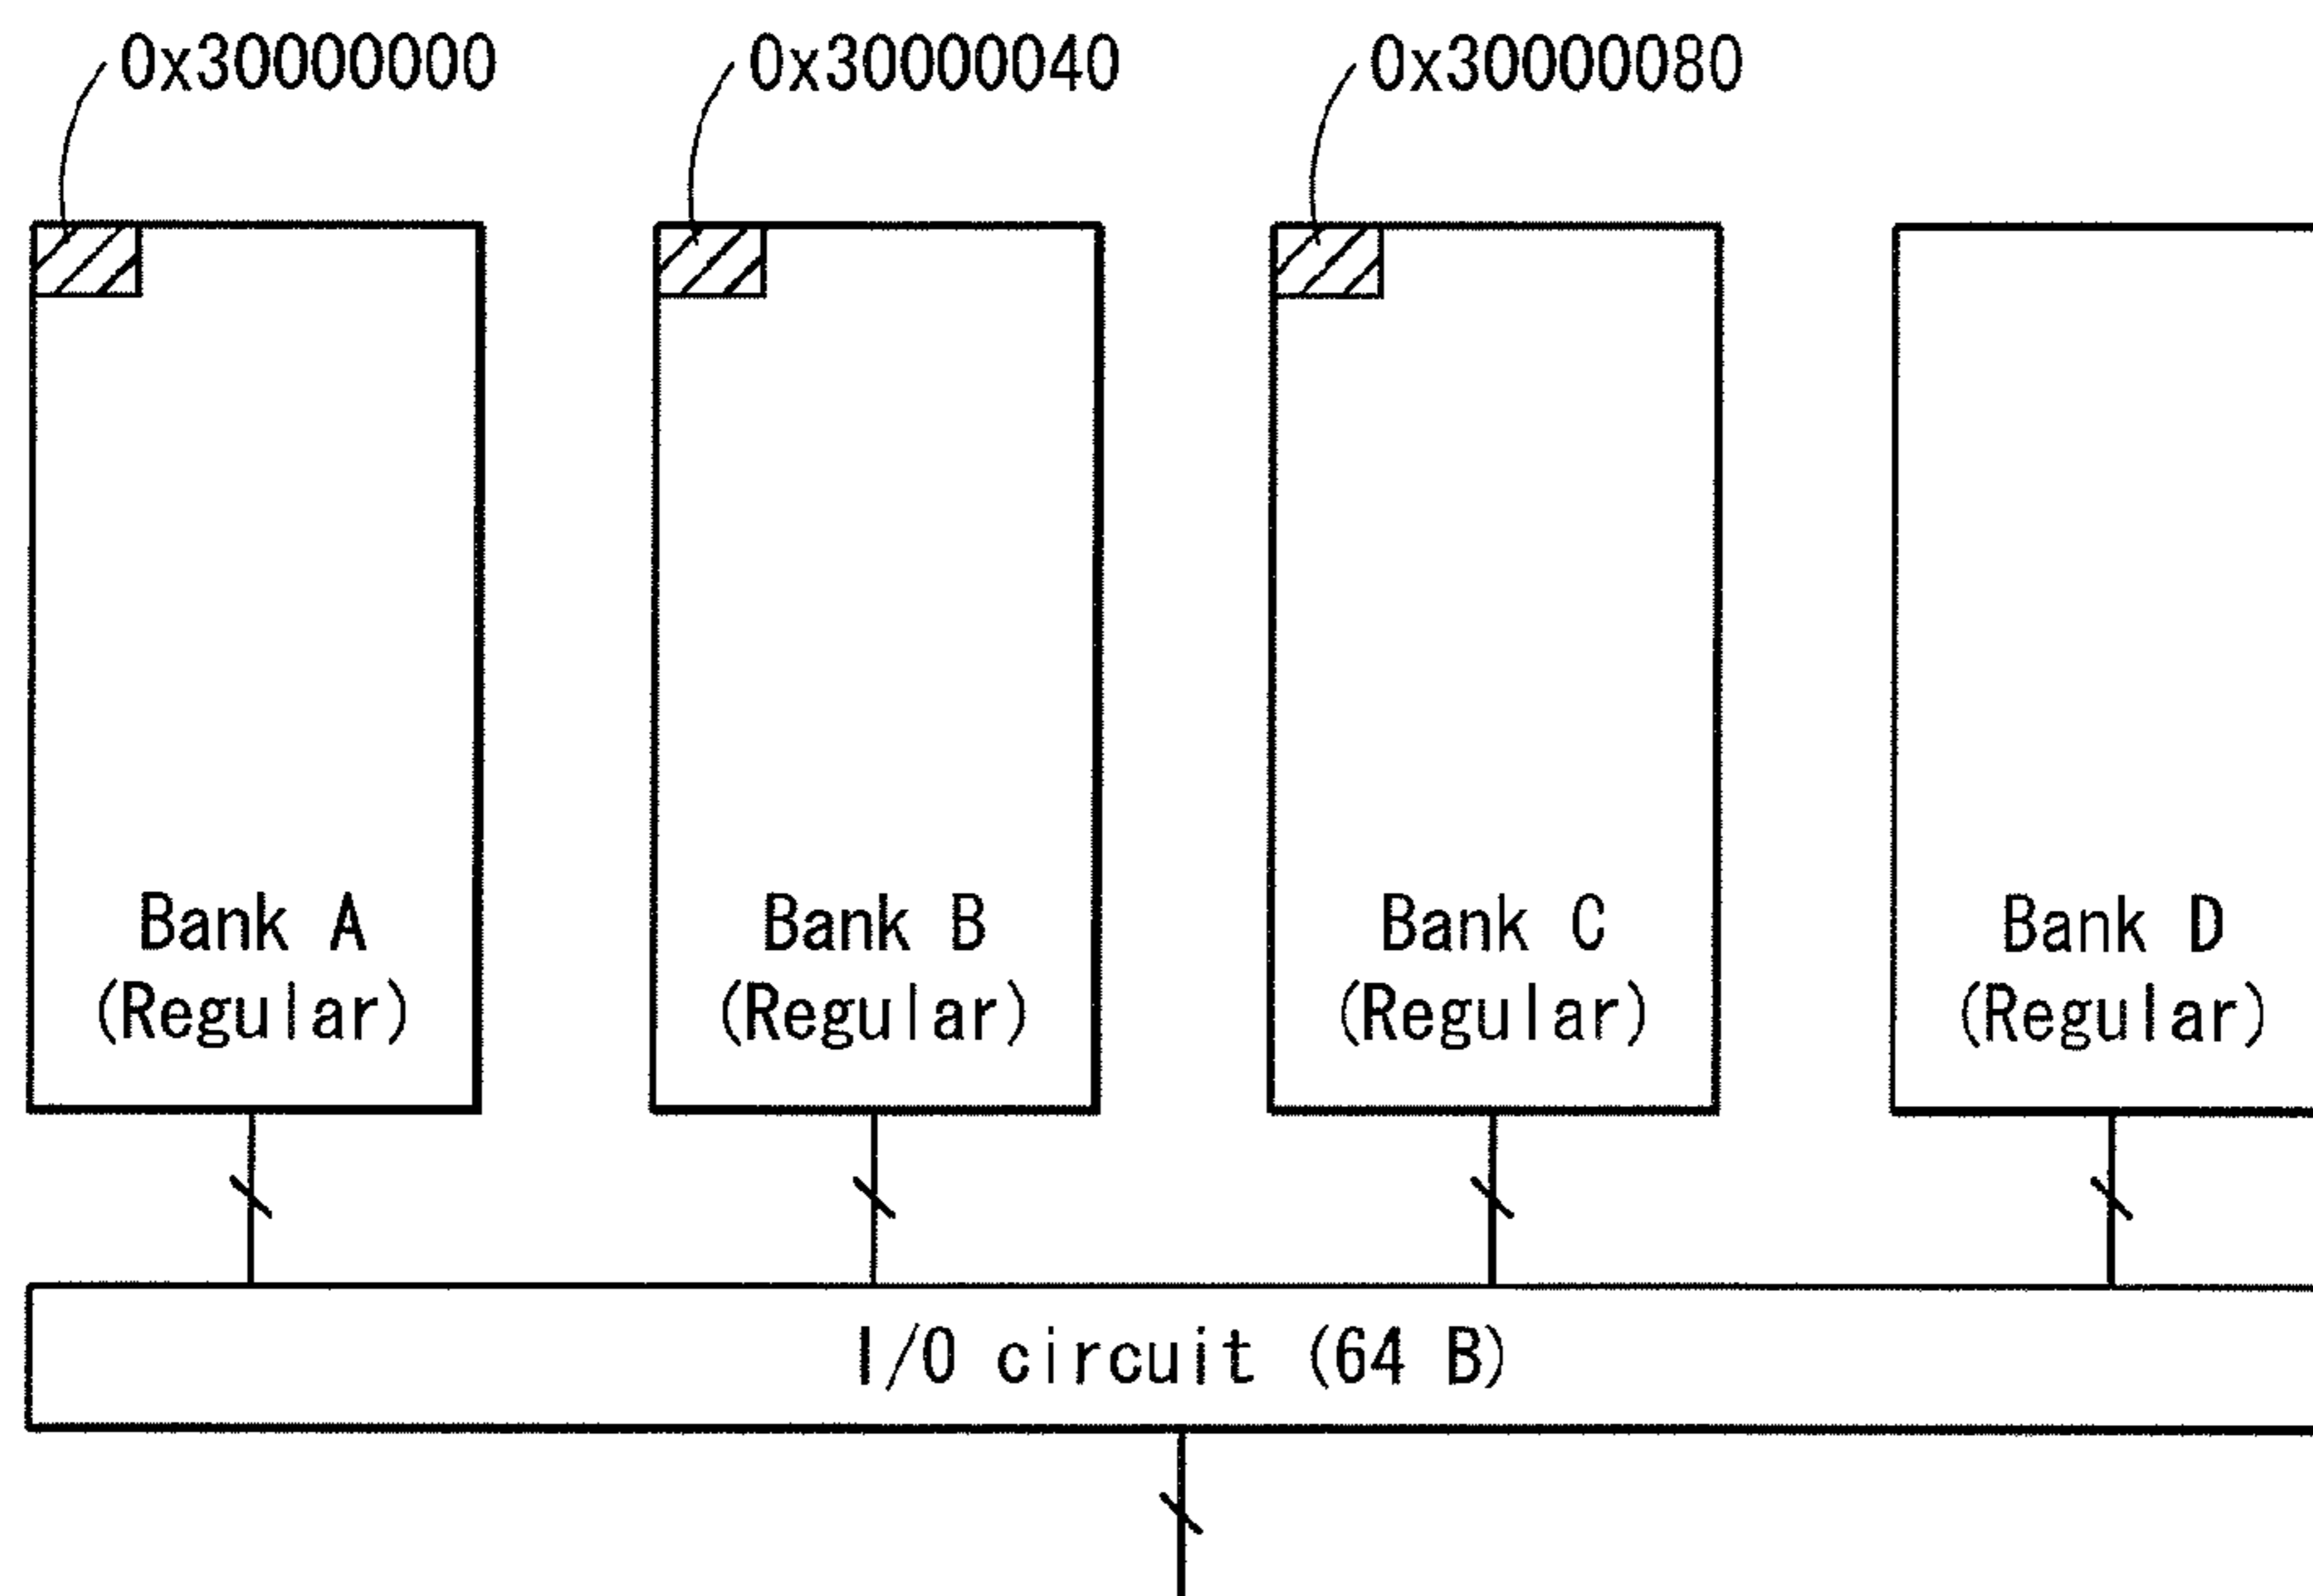 0x30000000 0x30000040 0x30000080
Bank A Bank B Bank C Bank D
(Regular) (Regular) (Regular) (Regular)
I/O circuit (64 B)